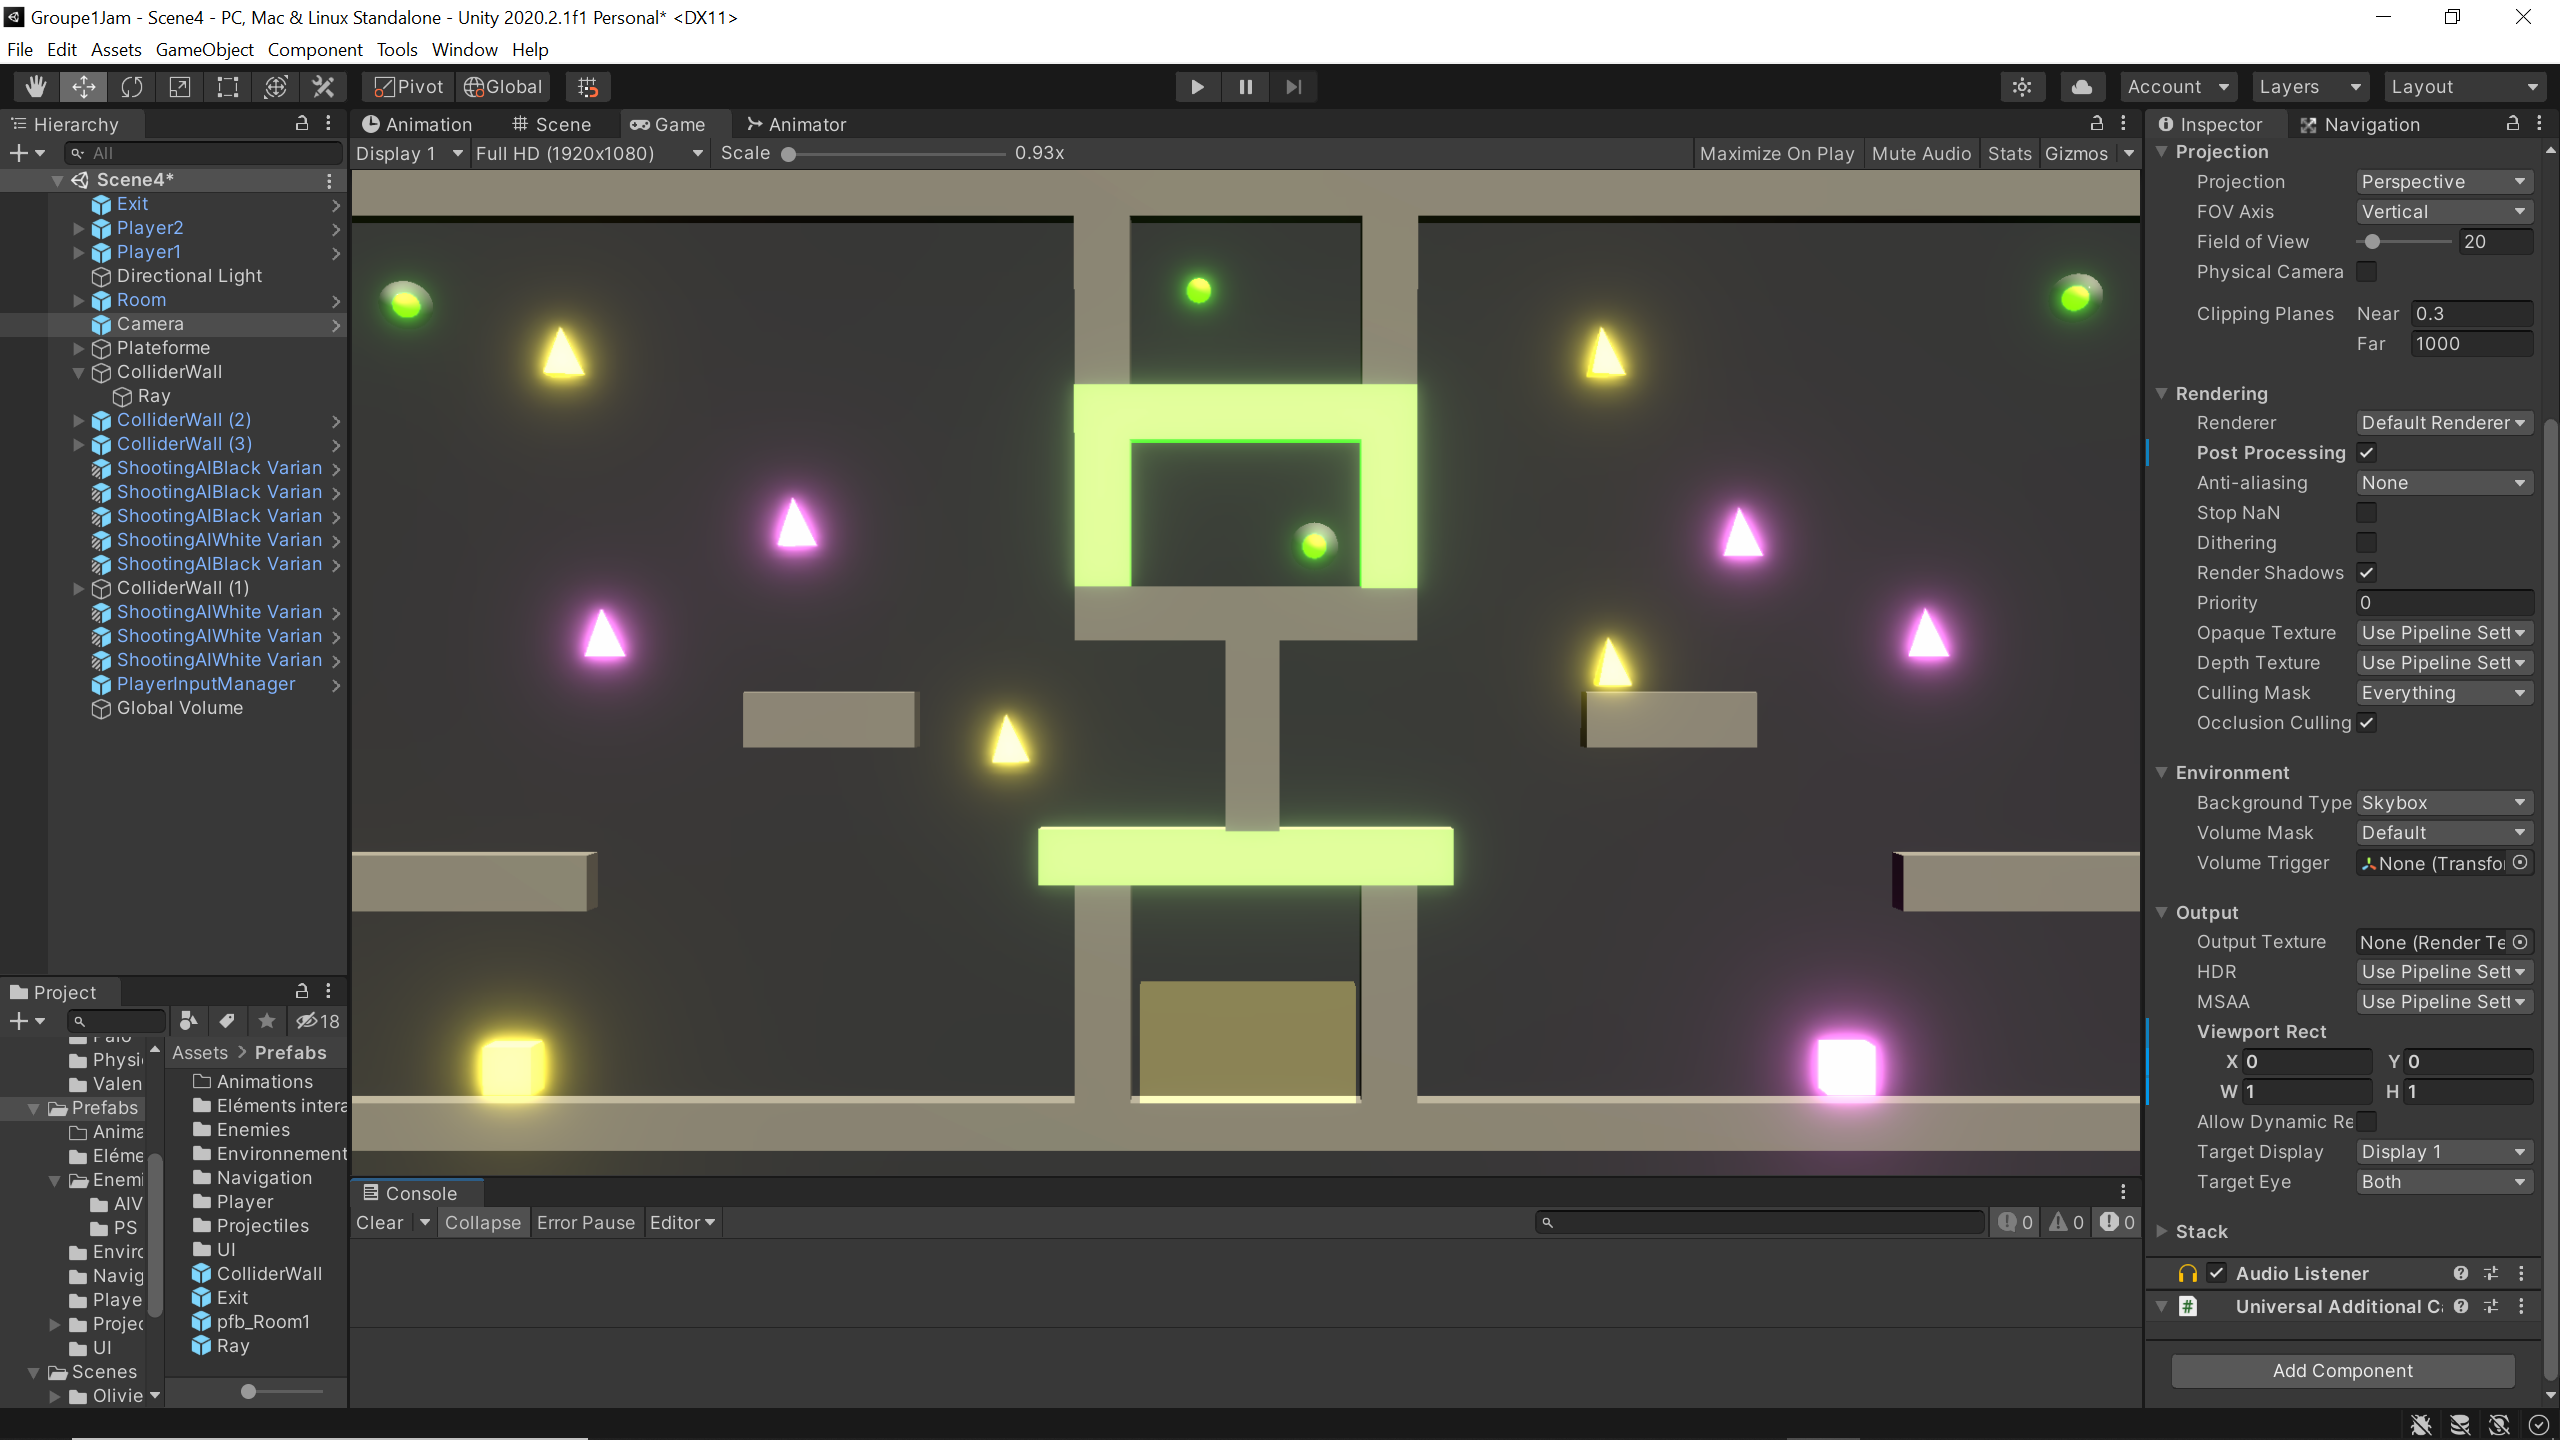 Groupe1Jam - Scene4 - PC, Mac & Linux Standalone - Unity 2020.2.1f1 Personal* <DX11>
File Edit Assets GameObject Component Tools Window Help
Pivot Global Account Layers Layout
Hierarchy
All
Scene4*
Exit
Player2
Player1
Directional Light
Room
Camera
Plateforme
ColliderWall
Ray
ColliderWall (2)
ColliderWall (3)
ShootingAIBlack Varian
ShootingAIBlack Varian
ShootingAIBlack Varian
ShootingAIWhite Varian
ShootingAIBlack Varian
ColliderWall (1)
ShootingAIWhite Varian
ShootingAIWhite Varian
ShootingAIWhite Varian
PlayerInputManager
Global Volume
Animation Scene Game Animator
Display 1 Full HD (1920x1080) Scale 0.93x Maximize On Play Mute Audio Stats Gizmos
Project
18
Physi
Valen
Prefabs
Anima
Eléme
Enemi
AIV
PS
Enviro
Navig
Playe
Projec
UI
Scenes
Olivie
Assets > Prefabs
Animations
Eléments intera
Enemies
Environnement
Navigation
Player
Projectiles
UI
ColliderWall
Exit
pfb_Room1
Ray
Console
Clear Collapse Error Pause Editor 0 0 0
Inspector Navigation
Projection
Projection Perspective
FOV Axis Vertical
Field of View 20
Physical Camera
Clipping Planes Near 0.3
Far 1000
Rendering
Renderer Default Renderer
Post Processing
Anti-aliasing None
Stop NaN
Dithering
Render Shadows
Priority 0
Opaque Texture Use Pipeline Sett
Depth Texture Use Pipeline Sett
Culling Mask Everything
Occlusion Culling
Environment
Background Type Skybox
Volume Mask Default
Volume Trigger None (Transfo
Output
Output Texture None (Render Te
HDR Use Pipeline Sett
MSAA Use Pipeline Sett
Viewport Rect
X 0 Y 0
W 1 H 1
Allow Dynamic Re
Target Display Display 1
Target Eye Both
Stack
Audio Listener
Universal Additional C
Add Component